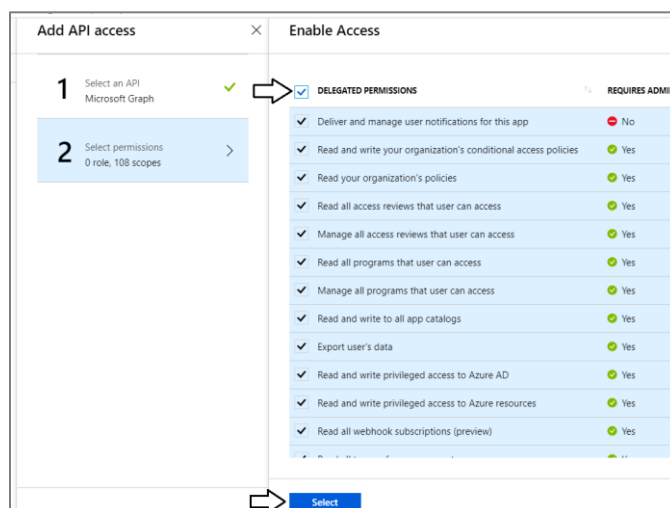 Add API access
1
Select an API
Microsoft Graph
2
Select permissions
0 role, 108 scopes
Enable Access
DELEGATED PERMISSIONS REQUIRES ADMI
Deliver and manage user notifications for this app No
Read and write your organization's conditional access policies Yes
Read your organization's policies Yes
Read all access reviews that user can access Yes
Manage all access reviews that user can access Yes
Read all programs that user can access Yes
Manage all programs that user can access Yes
Read and write to all app catalogs Yes
Export user's data Yes
Read and write privileged access to Azure AD Yes
Read and write privileged access to Azure resources Yes
Read all webhook subscriptions (preview) Yes
Select